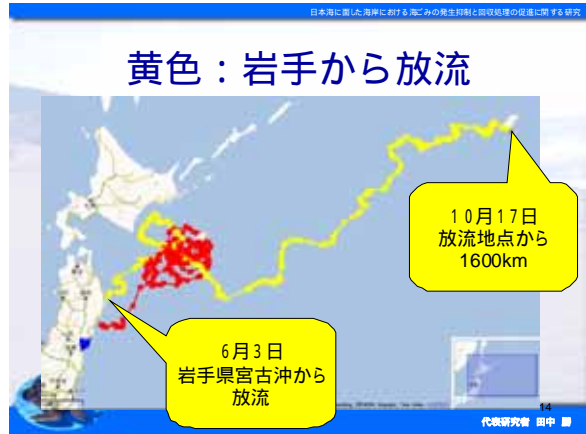 日本海に面した海岸における海ごみの発生抑制と回収処理の促進に関する研究
黄色：岩手から放流
10月17日
放流地点から
1600km
6月3日
岩手県宮古沖から
放流
14
代表研究者 田中 勝